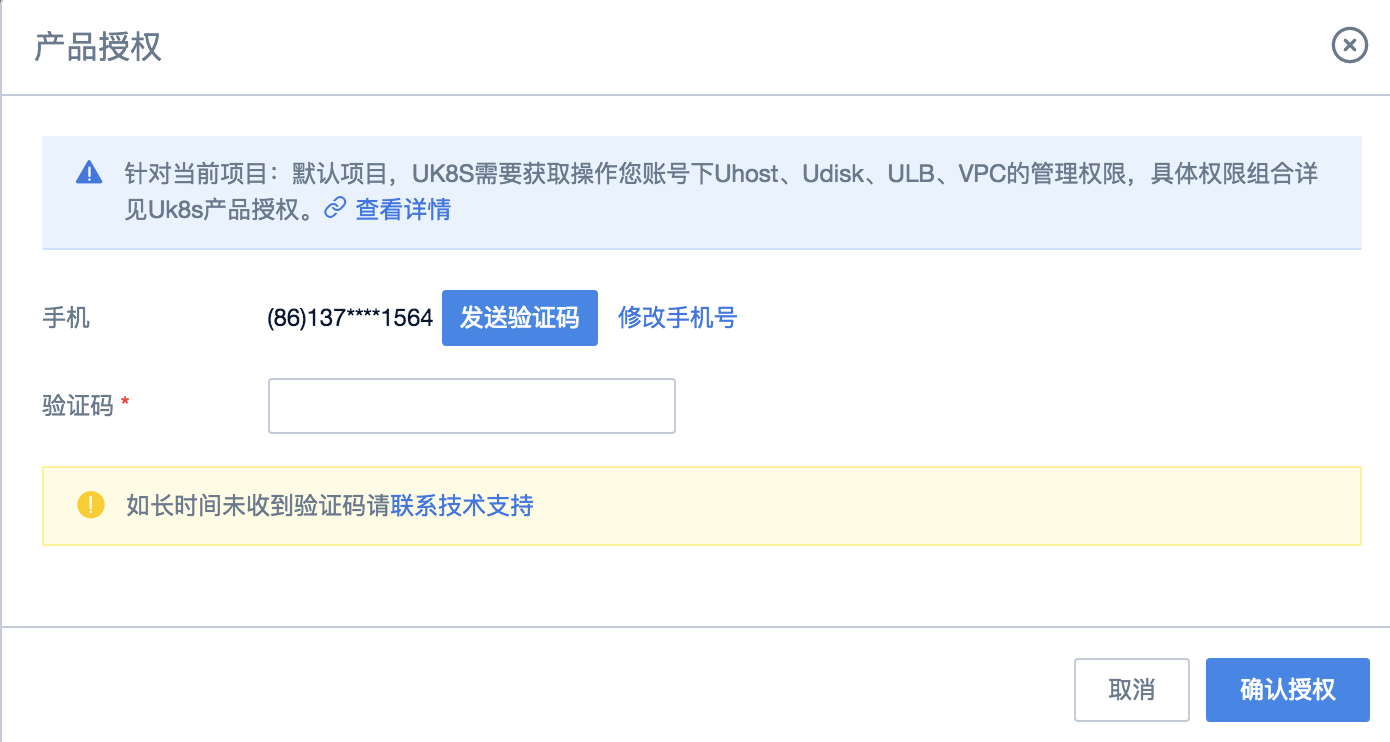 产品授权
针对当前项目：默认项目，UK8S需要获取操作您账号下Uhost、Udisk、ULB、VPC的管理权限，具体权限组合详
见Uk8s产品授权。 查看详情
手机 (86)137****1564 发送验证码 修改手机号
验证码 *
如长时间未收到验证码请联系技术支持
取消 确认授权